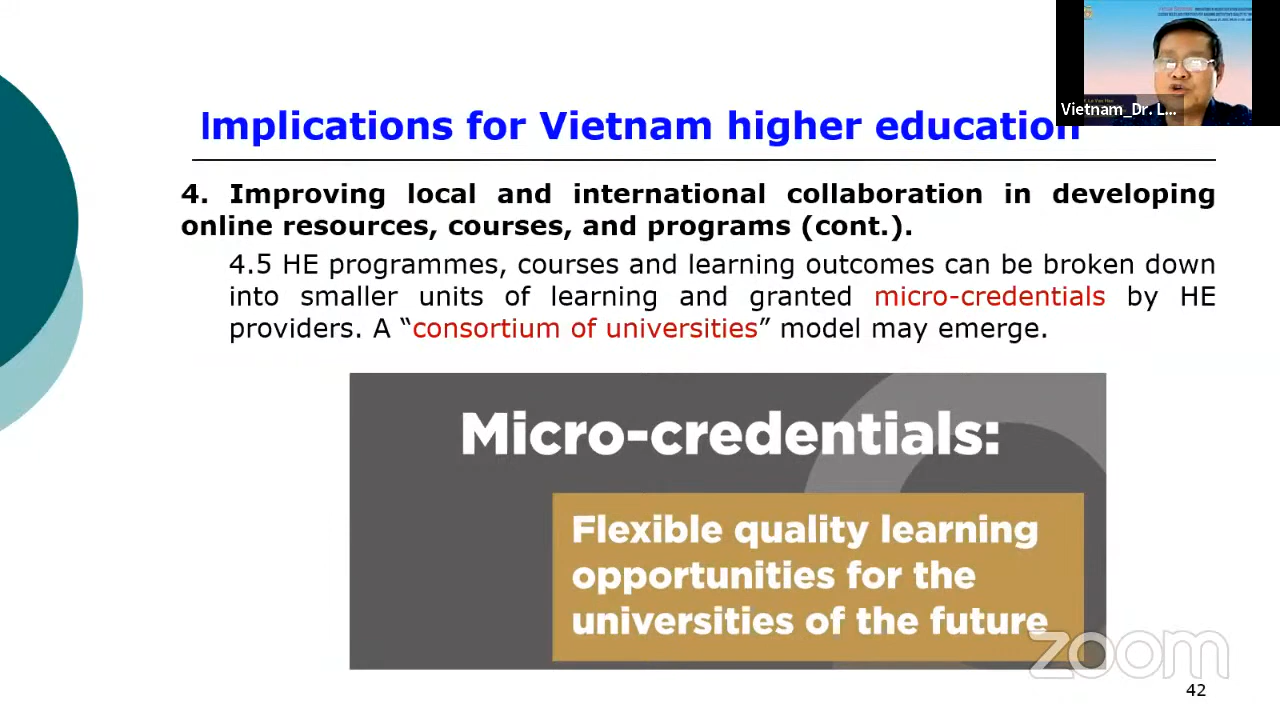 Implications for Vietnam higher education
Vietnam_Dr. L...
4. Improving local and international collaboration in developing
online resources, courses, and programs (cont.).
4.5 HE programmes, courses and learning outcomes can be broken down
into smaller units of learning and granted micro-credentials by HE
providers. A “consortium of universities” model may emerge.
Micro-credentials:
Flexible quality learning
opportunities for the
universities of the future
zoom
42